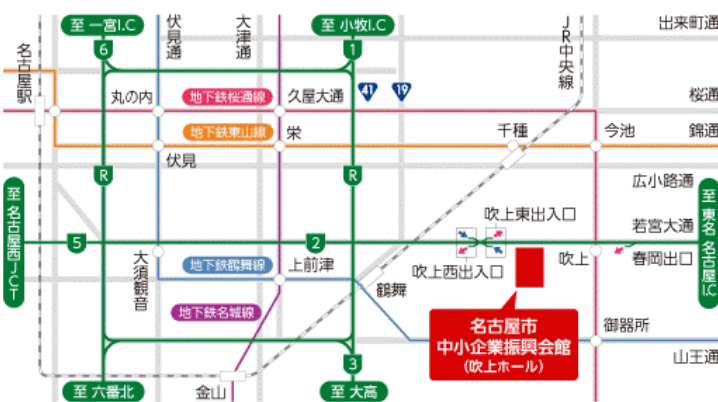 至 一宮I.C
伏見通
大津通
至 小牧I.C
JR中央線
出来町通
名古屋駅
6
1
丸の内
地下鉄桜通線
久屋大通
41
19
桜通
地下鉄東山線
栄
千種
今池
錦通
伏見
R
R
広小路通
至 名古屋西JCT
至 東名 名古屋I.C
吹上東出入口
若宮大通
5
2
大須観音
地下鉄鶴舞線
上前津
吹上西出入口
吹上
春岡出口
鶴舞
地下鉄名城線
名古屋市
中小企業振興会館
(吹上ホール)
御器所
山王通
3
至 六番北
金山
至 大高